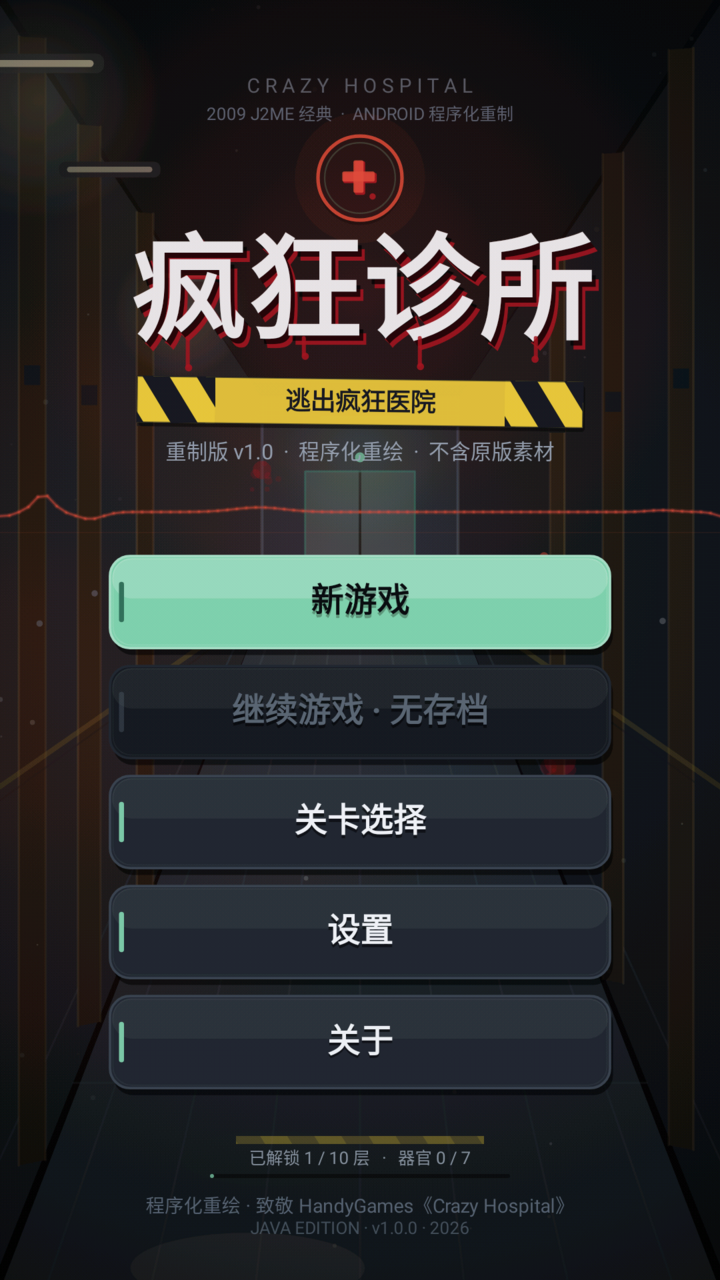 CRAZY HOSPITAL
2009 J2ME 经典 · ANDROID 程序化重制
疯狂诊所
逃出疯狂医院
重制版 v1.0 · 程序化重绘 · 不含原版素材
新游戏
继续游戏 · 无存档
关卡选择
设置
关于
已解锁 1 / 10 层 · 器官 0 / 7
程序化重绘 · 致敬 HandyGames《Crazy Hospital》
JAVA EDITION · v1.0.0 · 2026